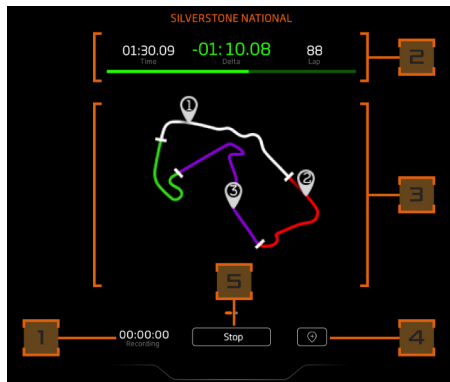 SILVERSTONE NATIONAL
01:30.09 -01:10.08 88
Time Delta Lap
2
1
2
3
3
5
1
00:00:00
Recording
Stop
4